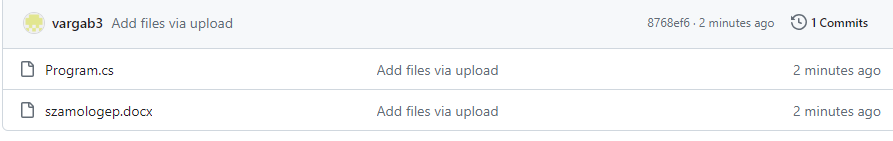 vargab3 Add files via upload 8768ef6 · 2 minutes ago 1 Commits
Program.cs Add files via upload 2 minutes ago
szamologep.docx Add files via upload 2 minutes ago